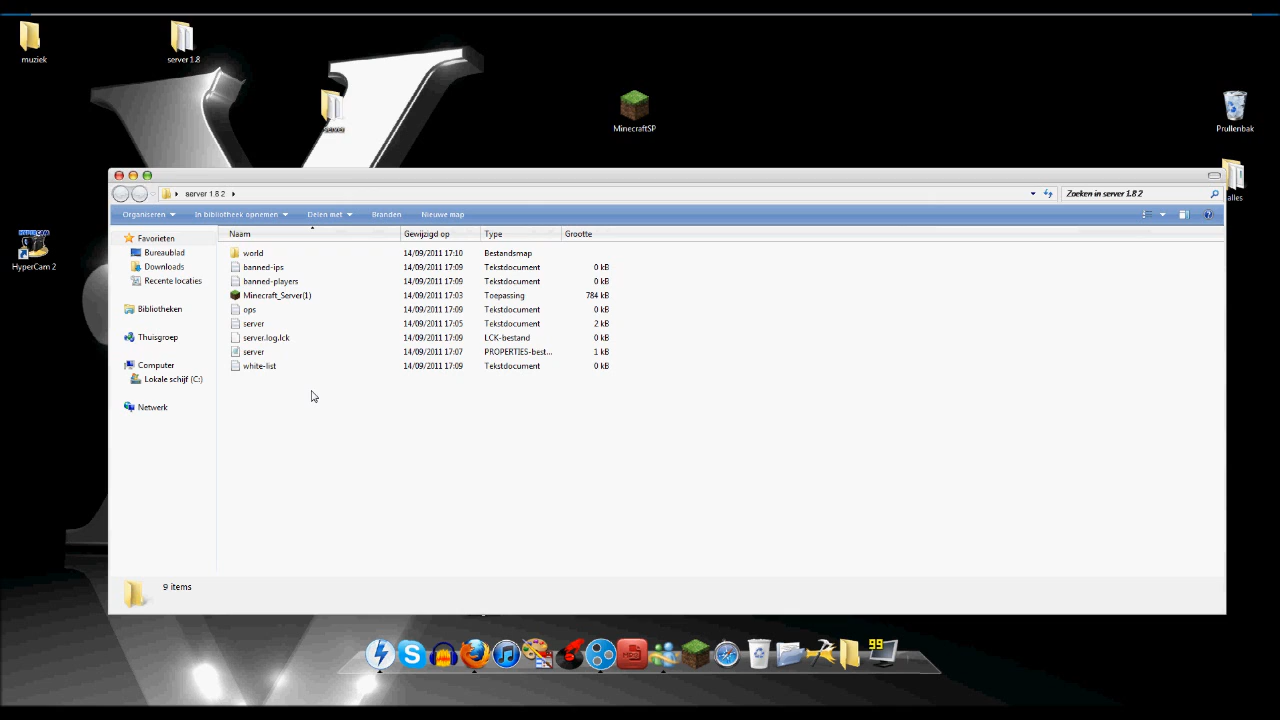 muziek
server 1.8
server
MinecraftSP
Prullenbak
alles
HyperCam 2
server 1.8 2
Zoeken in server 1.8 2
Organiseren In bibliotheek opnemen Delen met Branden Nieuwe map
Naam Gewijzigd op Type Grootte
Favorieten
Bureaublad
Downloads
Recente locaties
Bibliotheken
Thuisgroep
Computer
Lokale schijf (C:)
Netwerk
world 14/09/2011 17:10 Bestandsmap
banned-ips 14/09/2011 17:09 Tekstdocument 0 kB
banned-players 14/09/2011 17:09 Tekstdocument 0 kB
Minecraft_Server(1) 14/09/2011 17:03 Toepassing 784 kB
ops 14/09/2011 17:09 Tekstdocument 0 kB
server 14/09/2011 17:05 Tekstdocument 2 kB
server.log.lck 14/09/2011 17:09 LCK-bestand 0 kB
server 14/09/2011 17:07 PROPERTIES-best... 1 kB
white-list 14/09/2011 17:09 Tekstdocument 0 kB
9 items
99